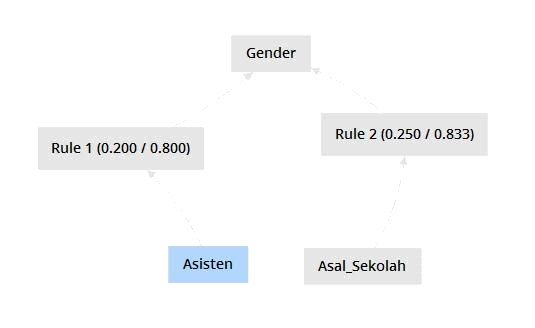 Gender
Rule 1 (0.200 / 0.800)
Rule 2 (0.250 / 0.833)
Asisten
Asal_Sekolah